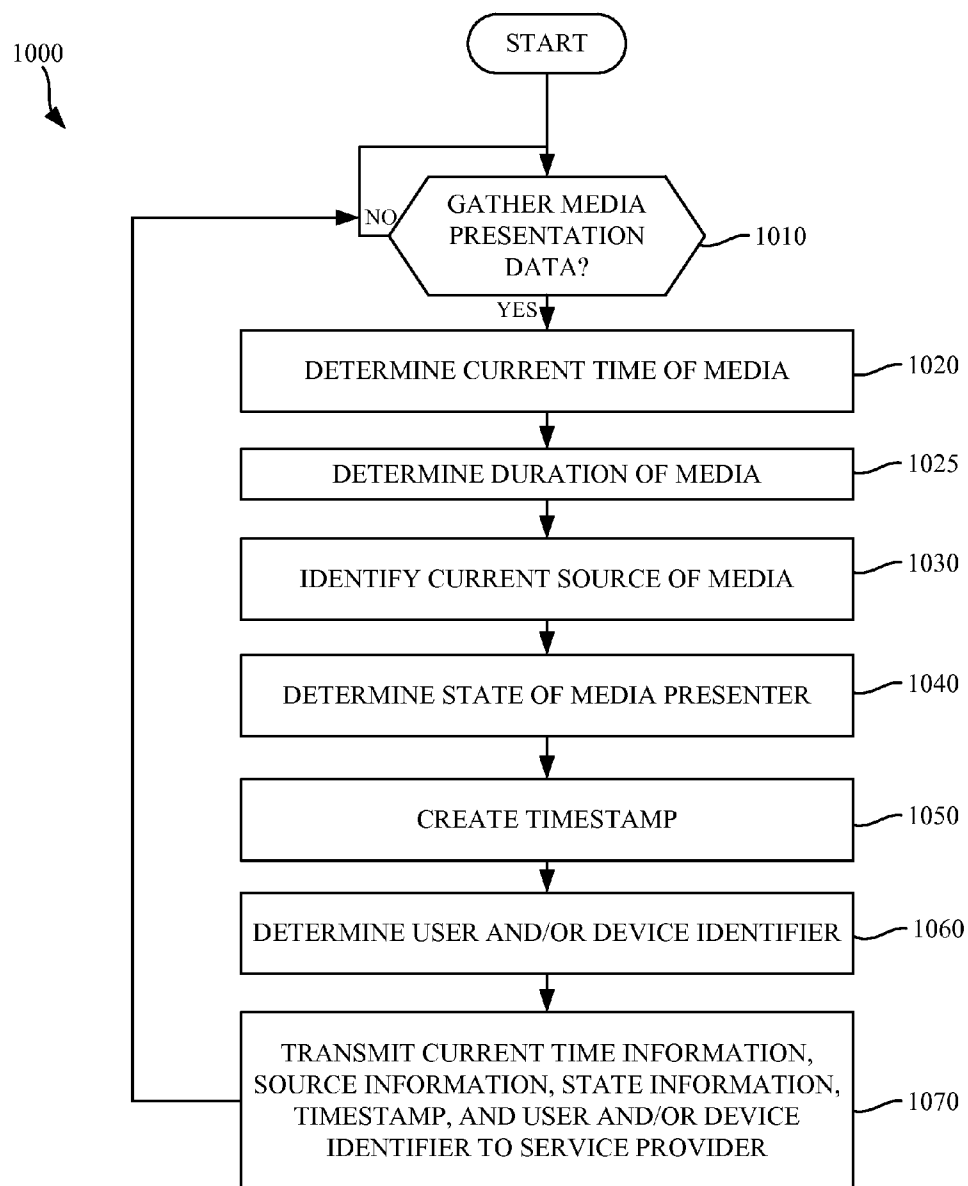 START
1000
GATHER MEDIA
PRESENTATION
DATA?
NO
1010
YES
DETERMINE CURRENT TIME OF MEDIA
1020
DETERMINE DURATION OF MEDIA
1025
IDENTIFY CURRENT SOURCE OF MEDIA
1030
DETERMINE STATE OF MEDIA PRESENTER
1040
CREATE TIMESTAMP
1050
DETERMINE USER AND/OR DEVICE IDENTIFIER
1060
TRANSMIT CURRENT TIME INFORMATION,
SOURCE INFORMATION, STATE INFORMATION,
TIMESTAMP, AND USER AND/OR DEVICE
IDENTIFIER TO SERVICE PROVIDER
1070